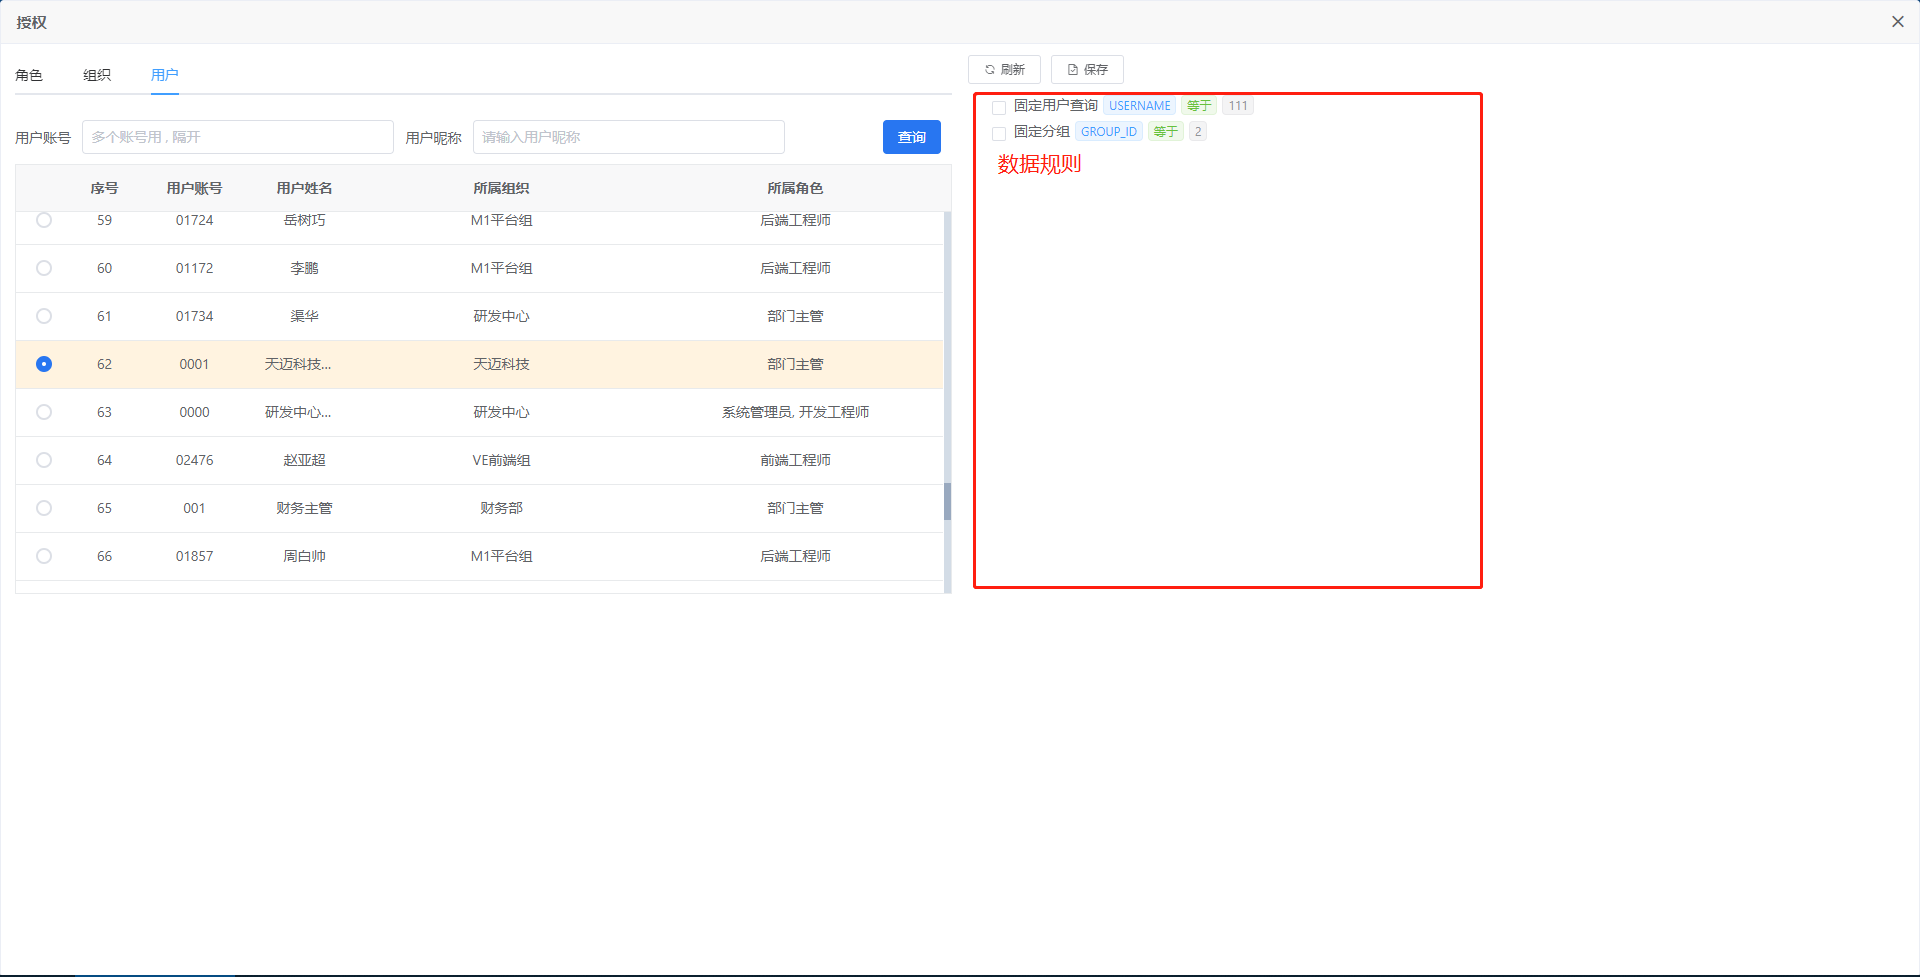 授权
角色 组织 用户
刷新 保存
用户账号 多个账号用 , 隔开 用户昵称 请输入用户昵称 查询
固定用户查询 USERNAME 等于 111
固定分组 GROUP_ID 等于 2
数据规则
序号 用户账号 用户姓名 所属组织 所属角色
59 01724 岳树巧 M1平台组 后端工程师
60 01172 李鹏 M1平台组 后端工程师
61 01734 渠华 研发中心 部门主管
62 0001 天迈科技... 天迈科技 部门主管
63 0000 研发中心... 研发中心 系统管理员, 开发工程师
64 02476 赵亚超 VE前端组 前端工程师
65 001 财务主管 财务部 部门主管
66 01857 周白帅 M1平台组 后端工程师